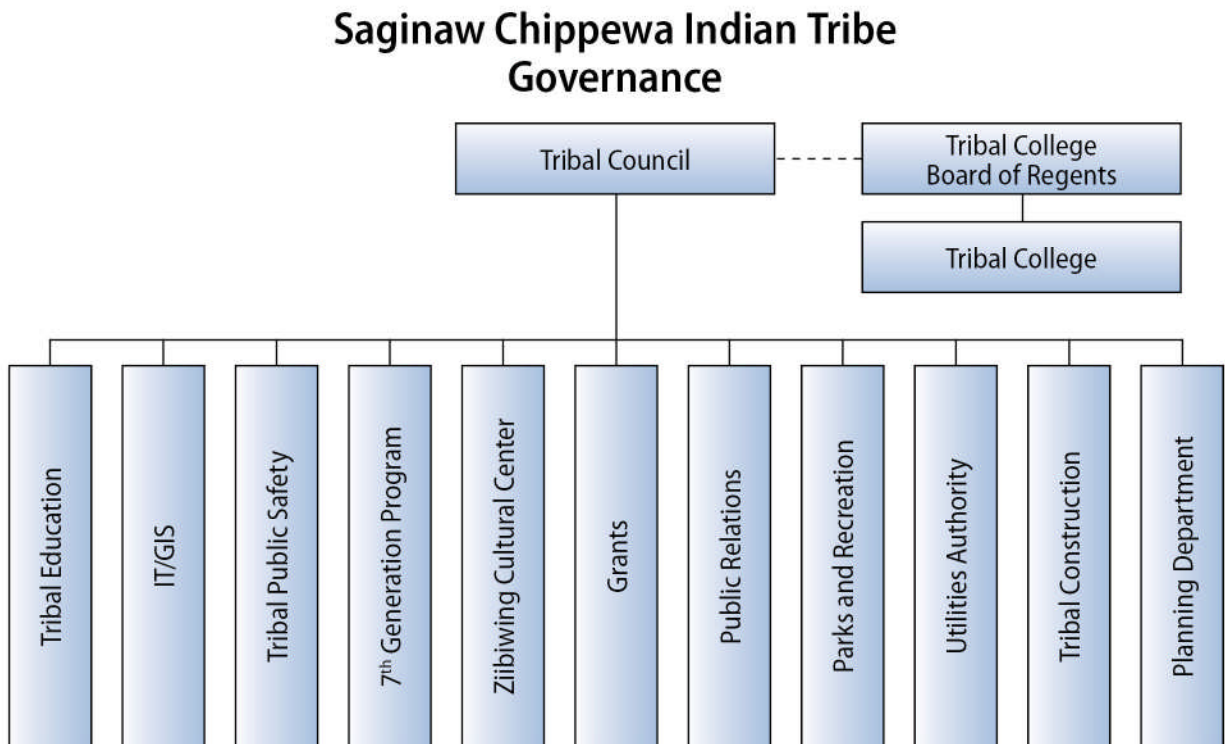 Saginaw Chippewa Indian Tribe
Governance
Tribal Council
Tribal College
Board of Regents
Tribal College
Tribal Education
IT/GIS
Tribal Public Safety
7th Generation Program
Ziibiwing Cultural Center
Grants
Public Relations
Parks and Recreation
Utilities Authority
Tribal Construction
Planning Department